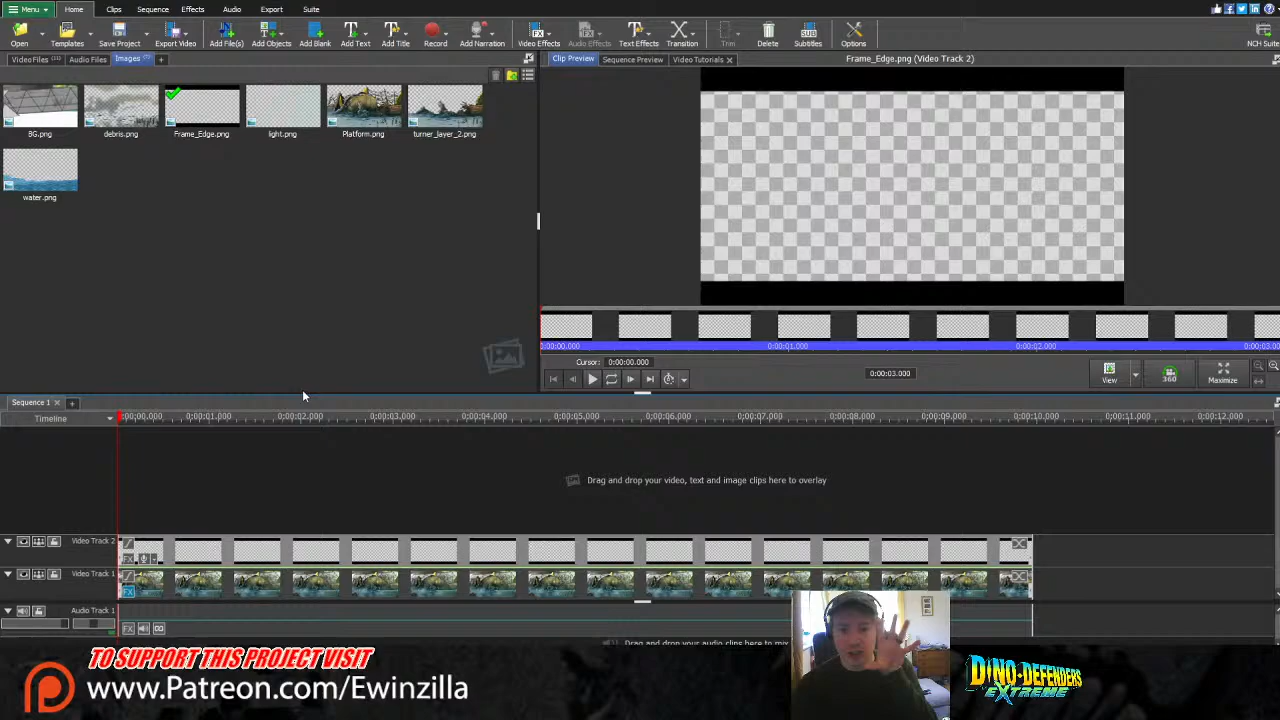 Menu Home Clips Sequence Effects Audio Export Suite
Open Templates Save Project Export Video Add File(s) Add Objects Add Blank Add Text Add Title Record Add Narration Video Effects Audio Effects Text Effects Transition Trim Delete Subtitles Options NCH Suite
Video Files Audio Files Images Clip Preview Sequence Preview Video Tutorials Frame_Edge.png (Video Track 2)
BG.png debris.png Frame_Edge.png light.png Platform.png turner_layer_2.png
water.png
0:00:00.000 0:00:01.000 0:00:02.000 0:00:03.000
Cursor: 0:00:00.000
0:00:03.000
View 360 Maximize
Sequence 1
Timeline 0:00:00.000 0:00:01.000 0:00:02.000 0:00:03.000 0:00:04.000 0:00:05.000 0:00:06.000 0:00:07.000 0:00:08.000 0:00:09.000 0:00:10.000 0:00:11.000 0:00:12.000
Drag and drop your video, text and image clips here to overlay
Video Track 2
FX
Video Track 1
FX
Audio Track 1
FX
Drag and drop your audio clips here to mix
TO SUPPORT THIS PROJECT VISIT
www.Patreon.com/Ewinzilla
DINO-DEFENDERS
EXTREME